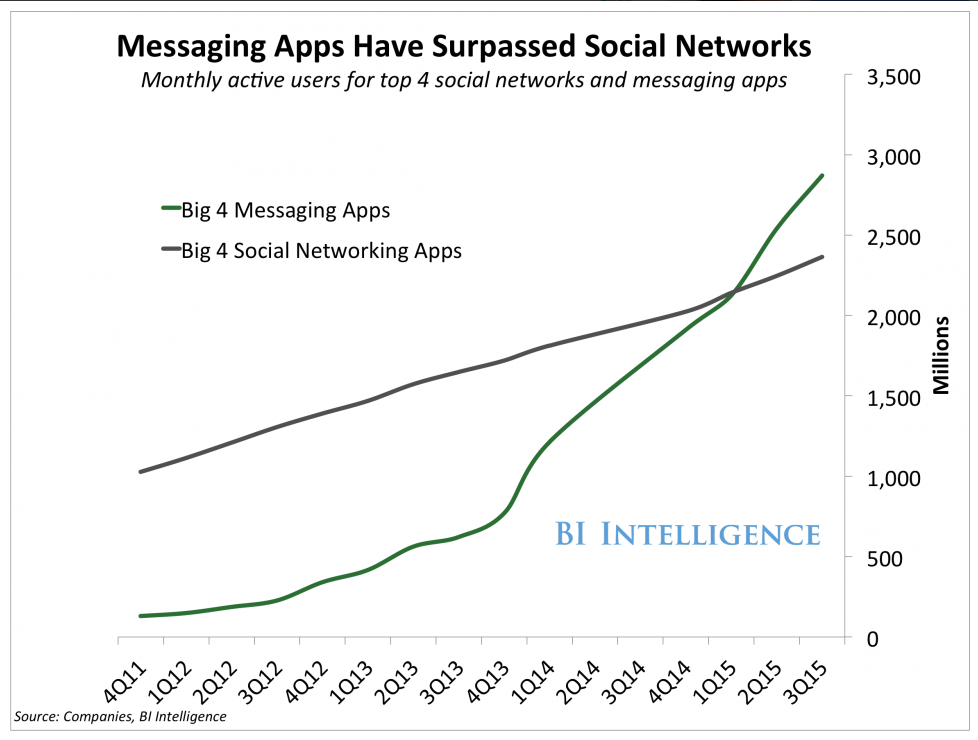 Messaging Apps Have Surpassed Social Networks
Monthly active users for top 4 social networks and messaging apps
3,500
3,000
Big 4 Messaging Apps
2,500
Big 4 Social Networking Apps
2,000
Millions
1,500
1,000
BI INTELLIGENCE
500
0
4Q11 1Q12 2Q12 3Q12 4Q12 1Q13 2Q13 3Q13 4Q13 1Q14 2Q14 3Q14 4Q14 1Q15 2Q15 3Q15
Source: Companies, BI Intelligence